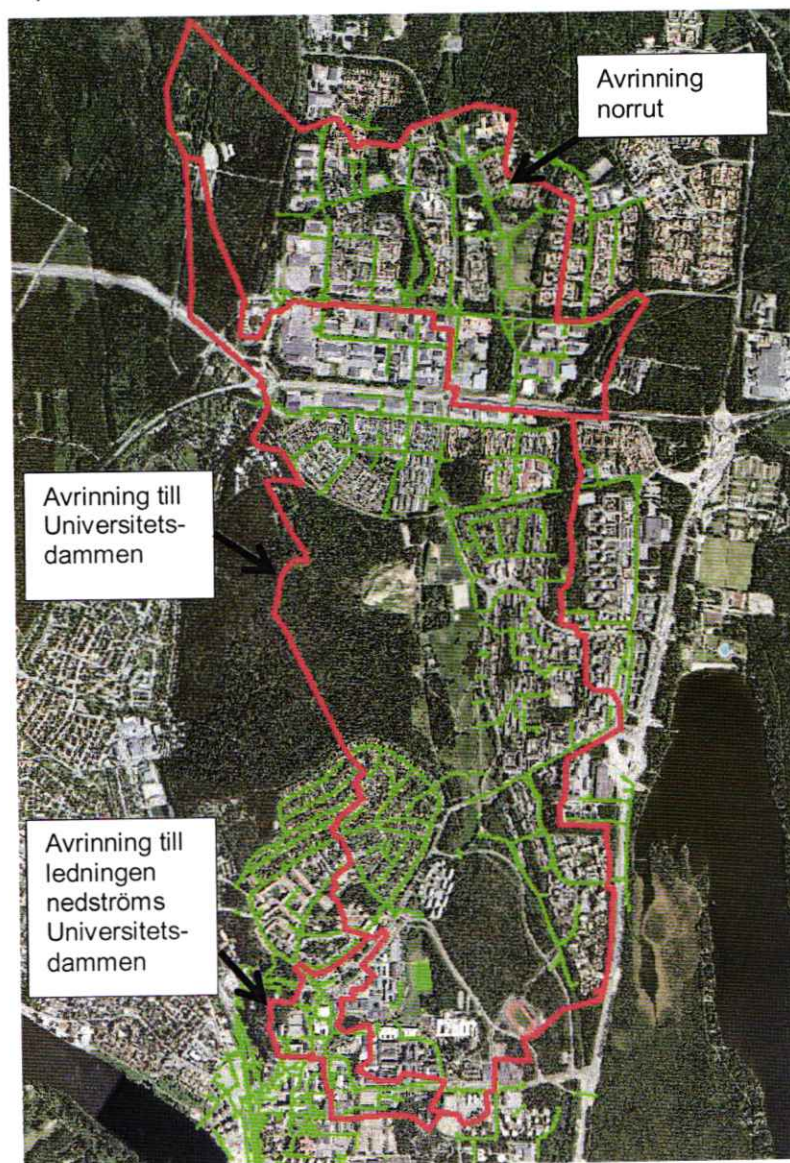 Avrinning
norrut
Avrinning till
Universitets-
dammen
Avrinning till
ledningen
nedströms
Universitets-
dammen